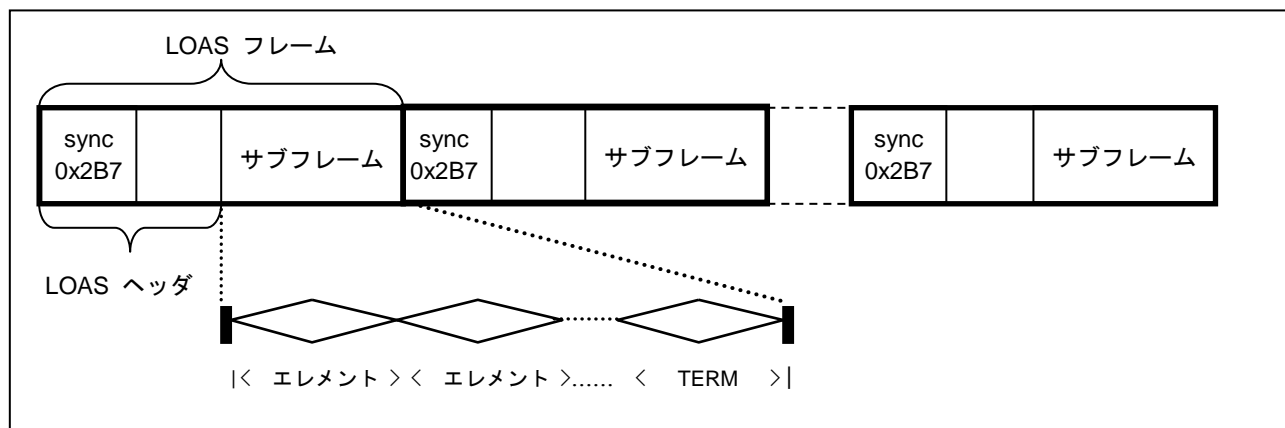 LOAS フレーム
sync
0x2B7
サブフレーム
sync
0x2B7
サブフレーム
sync
0x2B7
サブフレーム
LOAS ヘッダ
|< エレメント >< エレメント >...... < TERM >|